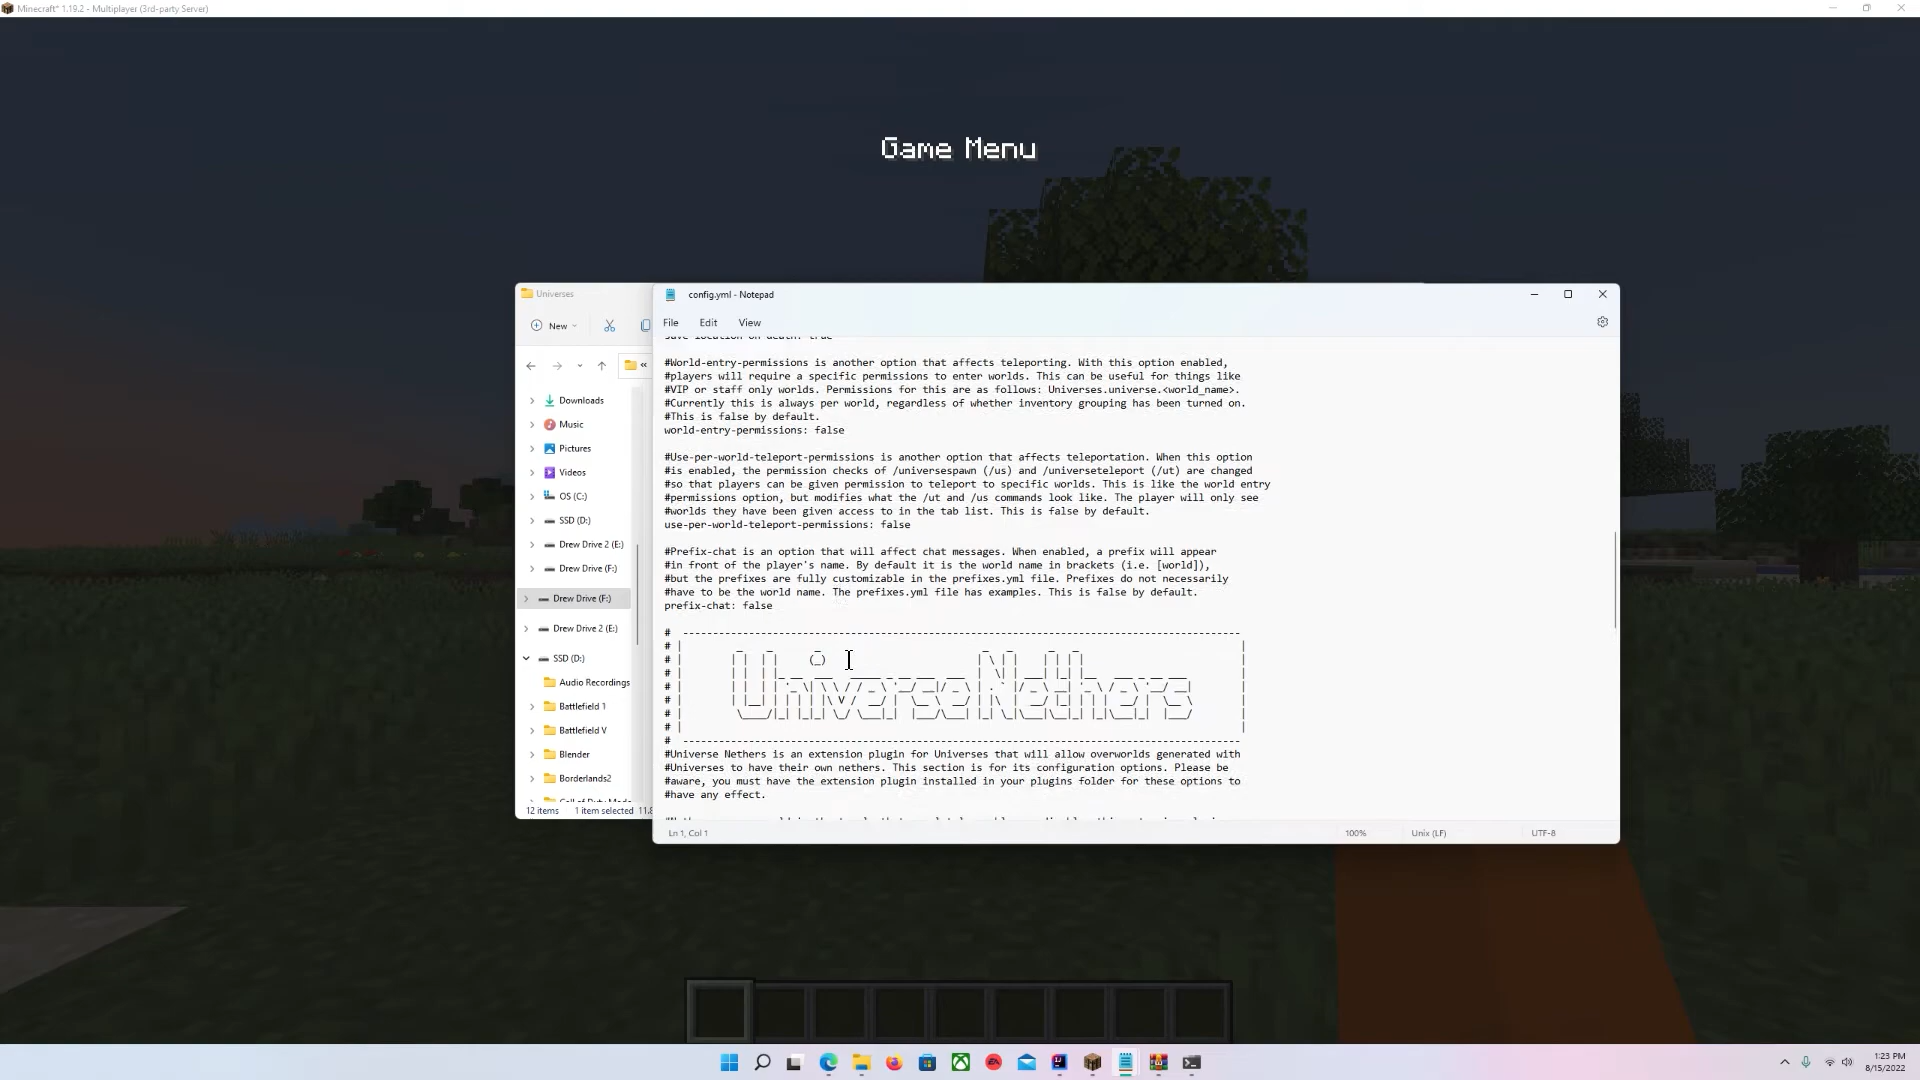 Minecraft* 1.19.2 - Multiplayer (3rd-party Server)
Game Menu
Universes
New
Downloads
Music
Pictures
Videos
OS (C:)
SSD (D:)
Drew Drive 2 (E:)
Drew Drive (F:)
Drew Drive (F:)
Drew Drive 2 (E:)
SSD (D:)
Audio Recordings
Battlefield 1
Battlefield V
Blender
Borderlands2
12 items 1 item selected 11.8
config.yml - Notepad
File Edit View
save-location-on-death: true
#World-entry-permissions is another option that affects teleporting. With this option enabled,
#players will require a specific permissions to enter worlds. This can be useful for things like
#VIP or staff only worlds. Permissions for this are as follows: Universes.universe.<world_name>.
#Currently this is always per world, regardless of whether inventory grouping has been turned on.
#This is false by default.
world-entry-permissions: false
#Use-per-world-teleport-permissions is another option that affects teleportation. When this option
#is enabled, the permission checks of /universespawn (/us) and /universeteleport (/ut) are changed
#so that players can be given permission to teleport to specific worlds. This is like the world entry
#permissions option, but modifies what the /ut and /us commands look like. The player will only see
#worlds they have been given access to in the tab list. This is false by default.
use-per-world-teleport-permissions: false
#Prefix-chat is an option that will affect chat messages. When enabled, a prefix will appear
#in front of the player's name. By default it is the world name in brackets (i.e. [world]),
#but the prefixes are fully customizable in the prefixes.yml file. Prefixes do not necessarily
#have to be the world name. The prefixes.yml file has examples. This is false by default.
prefix-chat: false
UniverseNethers
#Universe Nethers is an extension plugin for Universes that will allow overworlds generated with
#Universes to have their own nethers. This section is for its configuration options. Please be
#aware, you must have the extension plugin installed in your plugins folder for these options to
#have any effect.
Ln 1, Col 1
100%
Unix (LF)
UTF-8
1:23 PM
8/15/2022